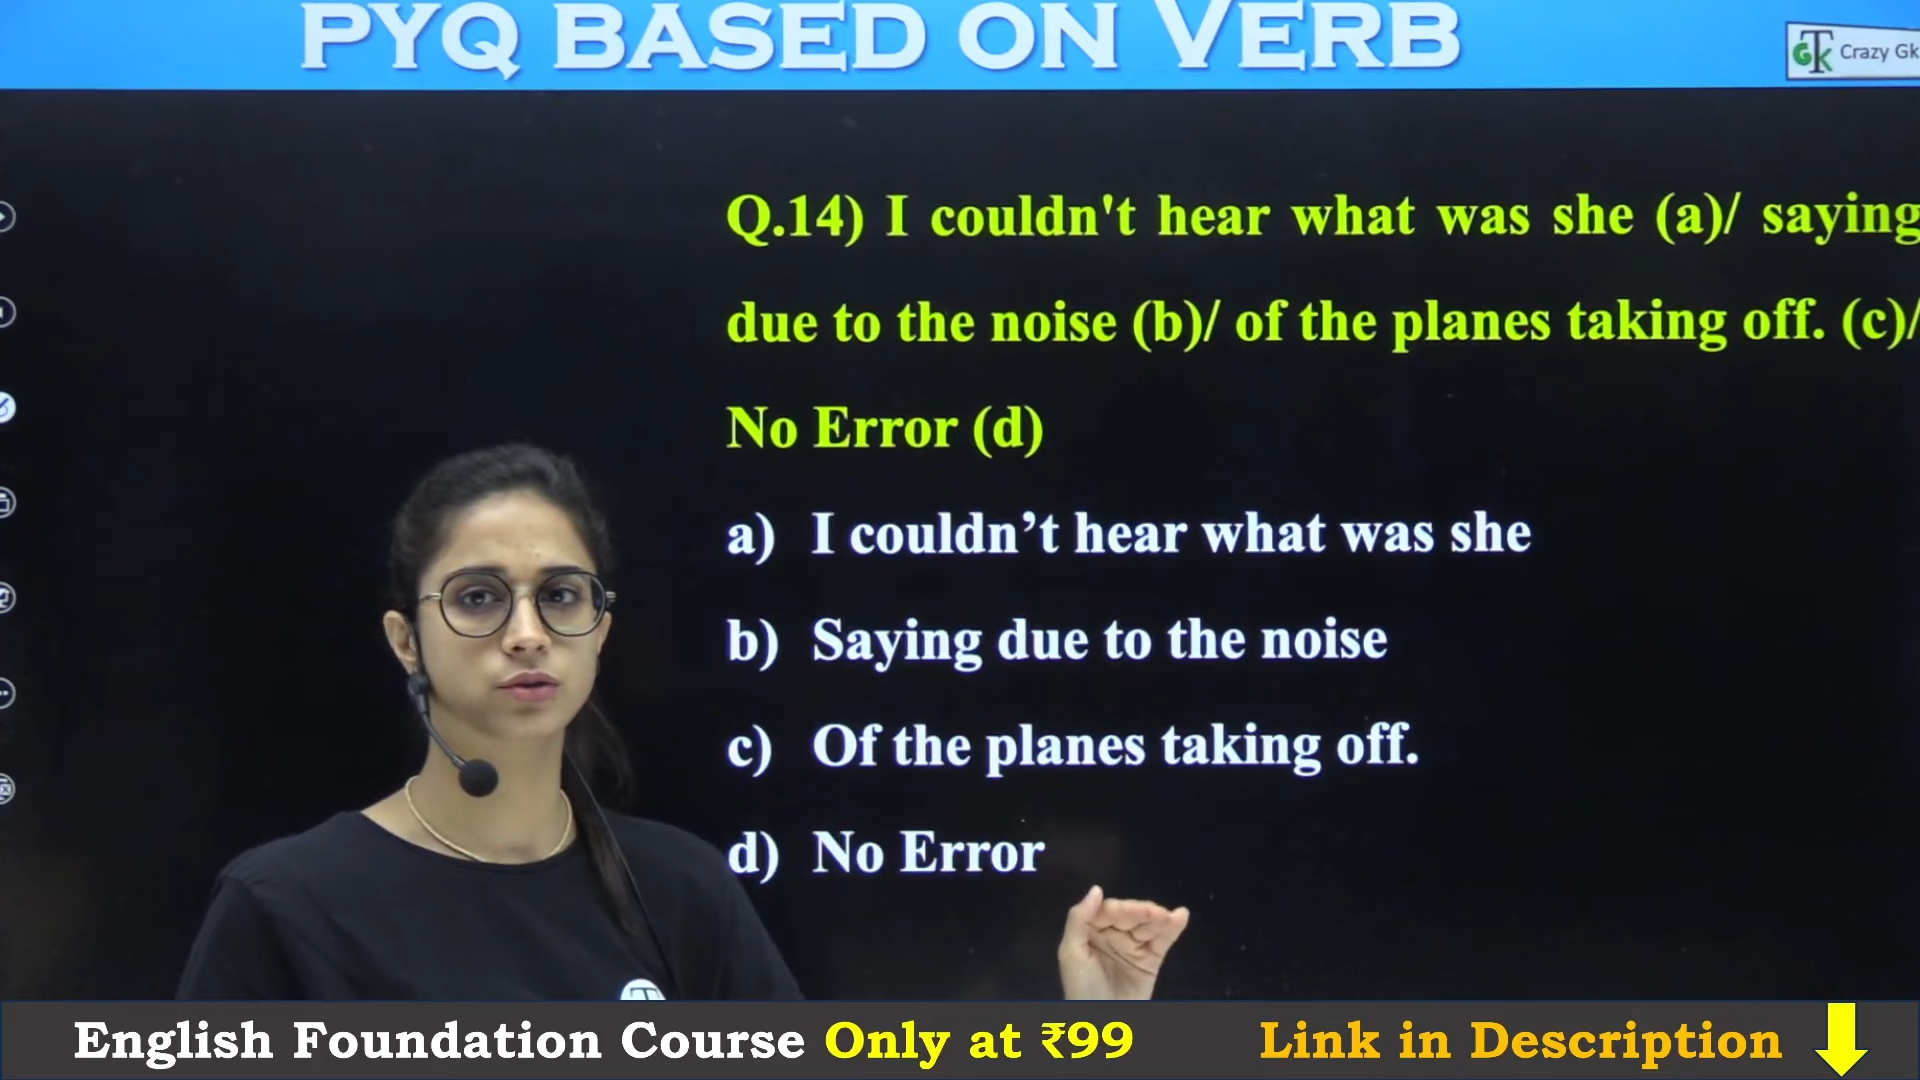 PYQ BASED ON VERB
Crazy Gk
Q.14) I couldn't hear what was she (a)/ saying
due to the noise (b)/ of the planes taking off. (c)/
No Error (d)
a) I couldn’t hear what was she
b) Saying due to the noise
c) Of the planes taking off.
d) No Error
English Foundation Course Only at ₹99 Link in Description